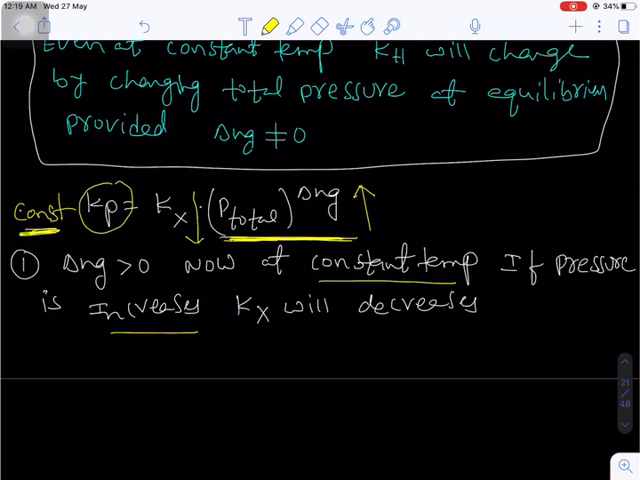 12:19 AM Wed 27 May
34%
Even at constant temp KH will change
by changing total pressure at equilibrium
provided Δng ≠ 0
Const Kp = Kx ↓ · (Ptotal)^Δng ↑
① Δng > 0 Now at constant temp If pressure
is Increases Kx will decreases
21
/
48